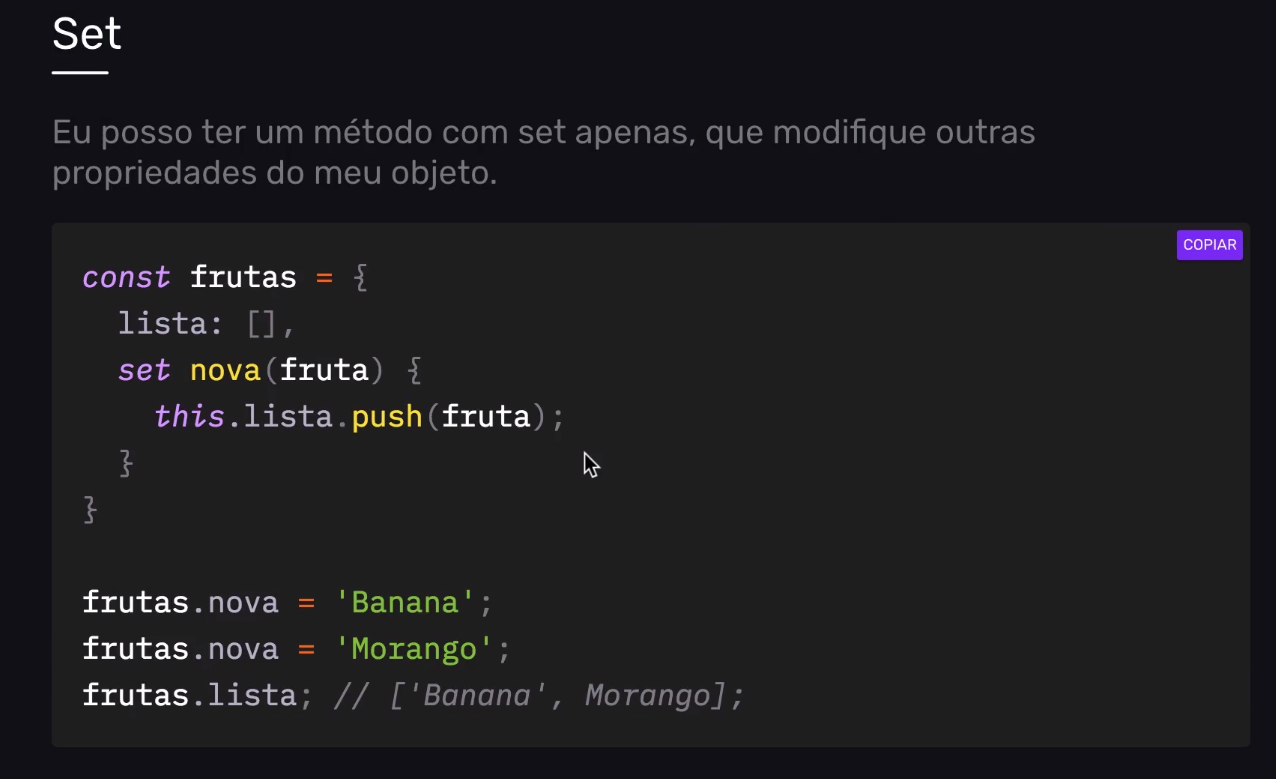 Set
Eu posso ter um método com set apenas, que modifique outras
propriedades do meu objeto.
COPIAR
const frutas = {
  lista: [],
  set nova(fruta) {
    this.lista.push(fruta);
  }
}
frutas.nova = 'Banana';
frutas.nova = 'Morango';
frutas.lista; // ['Banana', Morango];